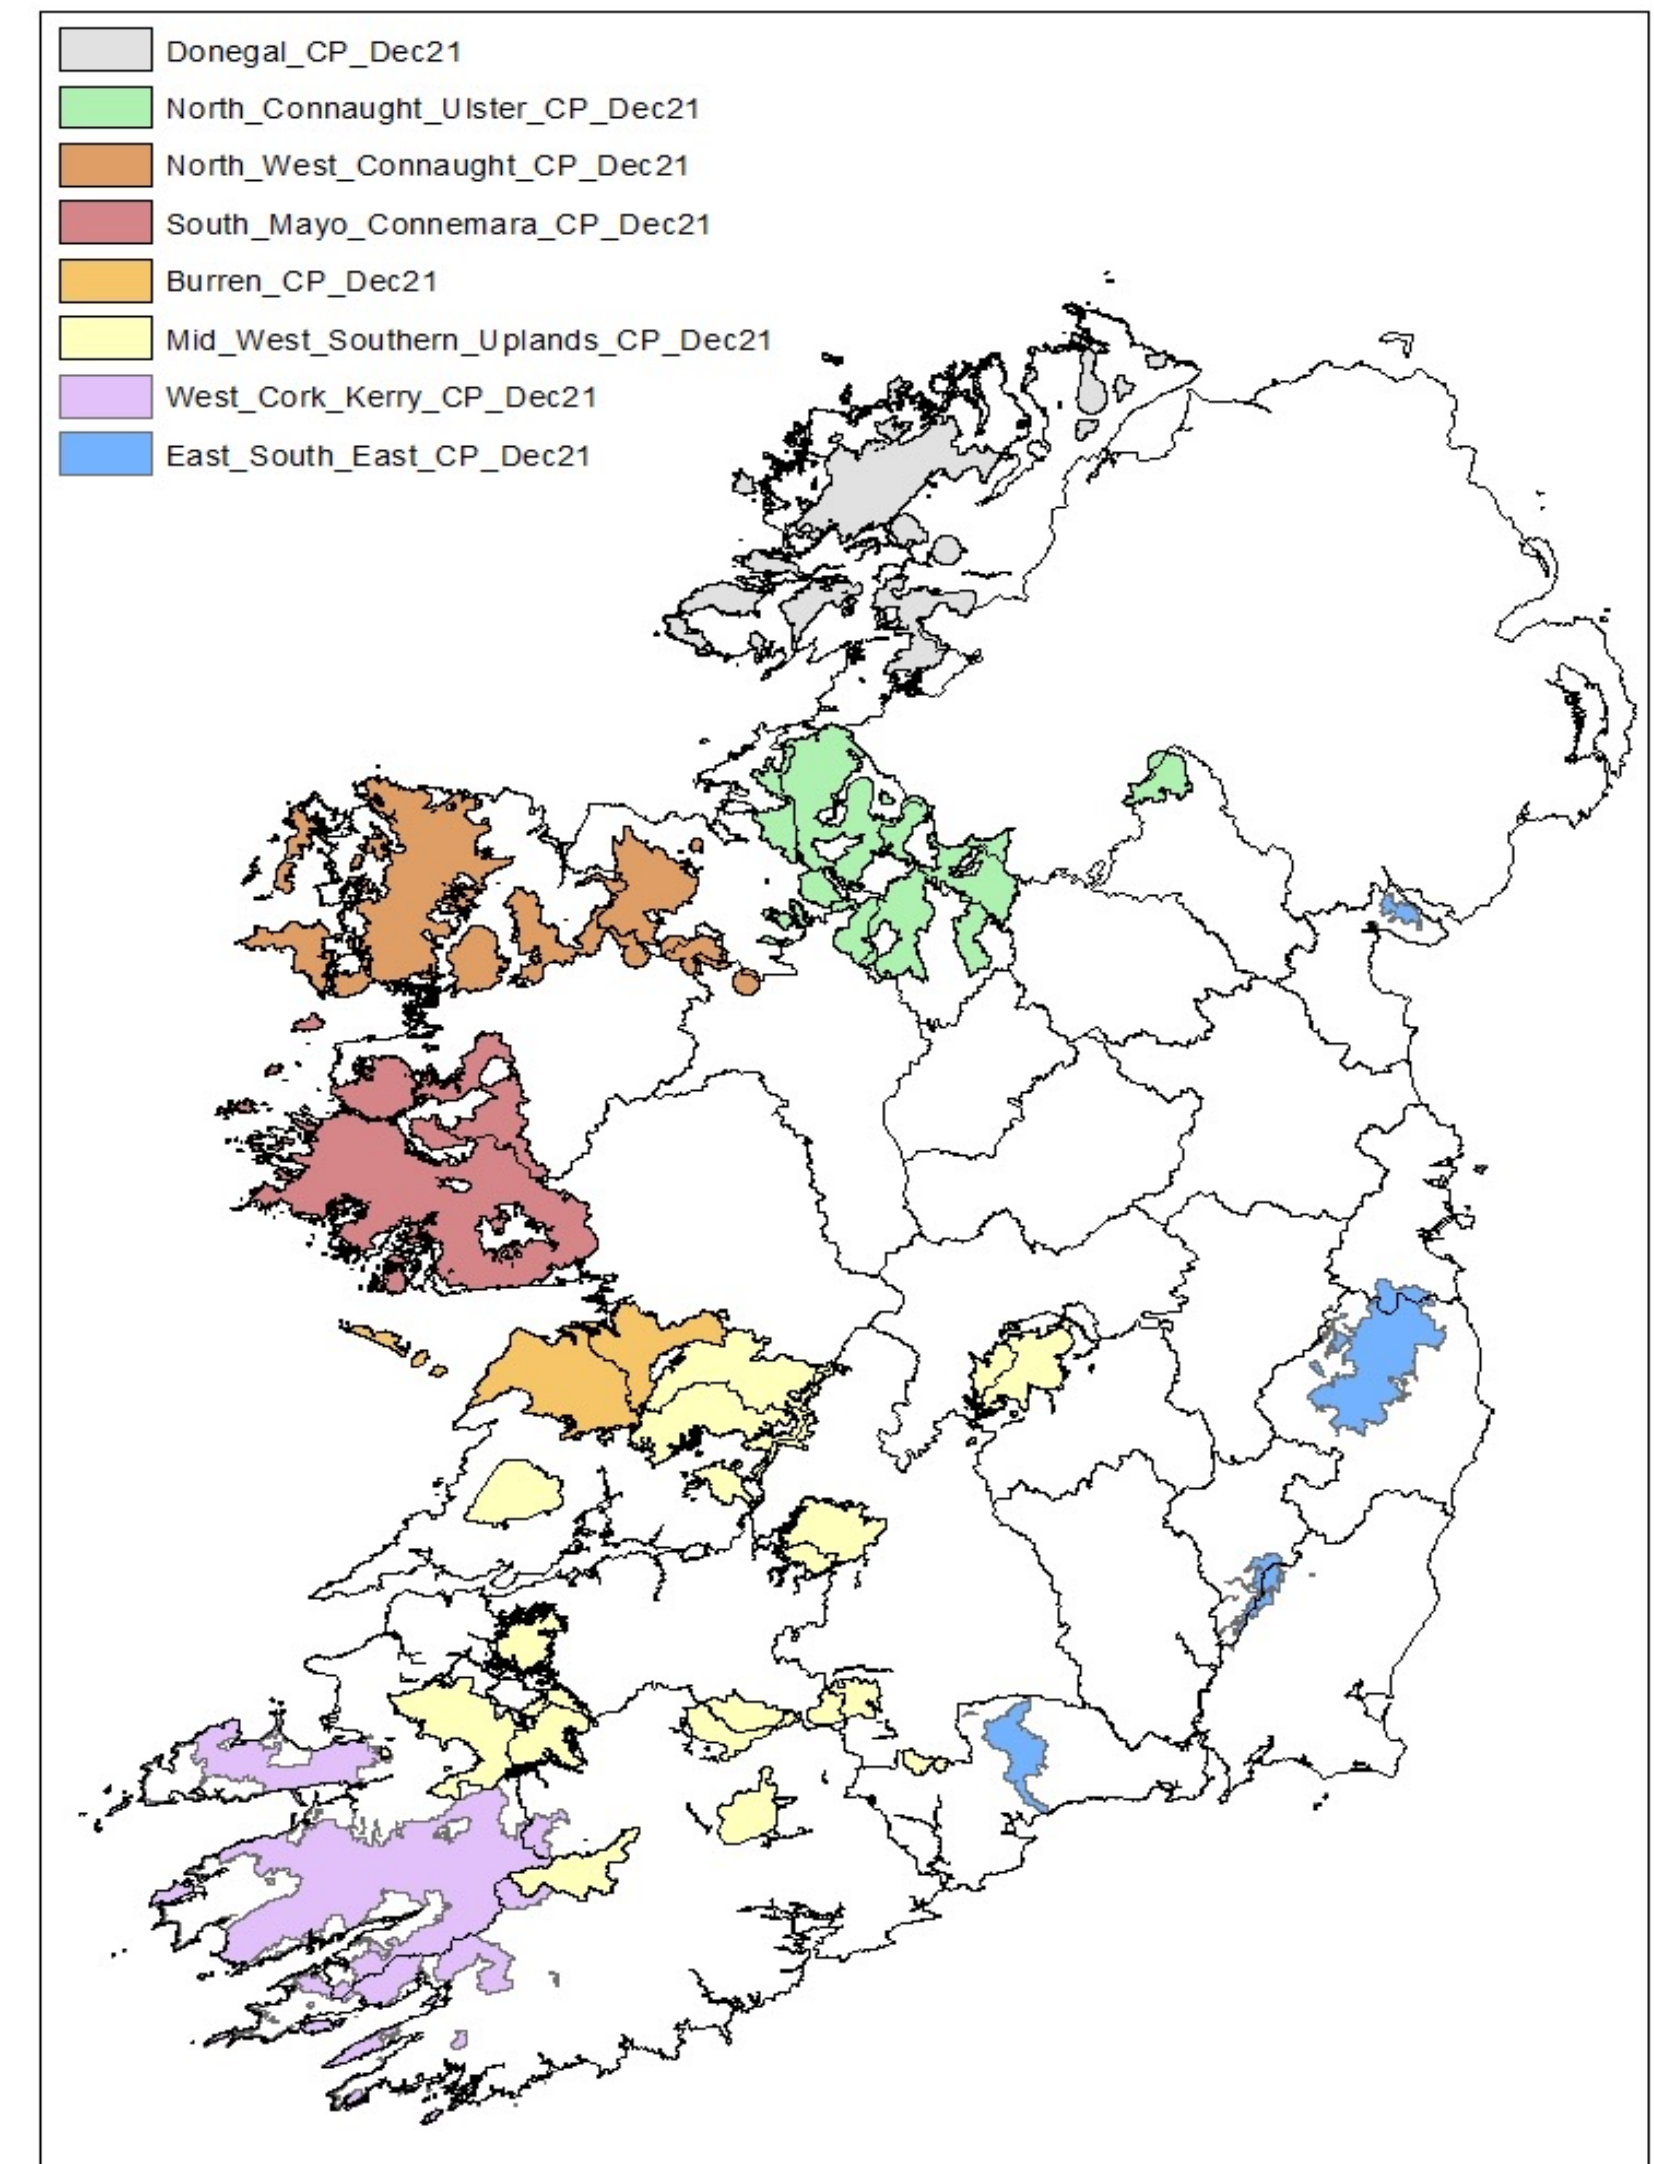 Donegal_CP_Dec21
North_Connaught_Ulster_CP_Dec21
North_West_Connaught_CP_Dec21
South_Mayo_Connemara_CP_Dec21
Burren_CP_Dec21
Mid_West_Southern_Uplands_CP_Dec21
West_Cork_Kerry_CP_Dec21
East_South_East_CP_Dec21